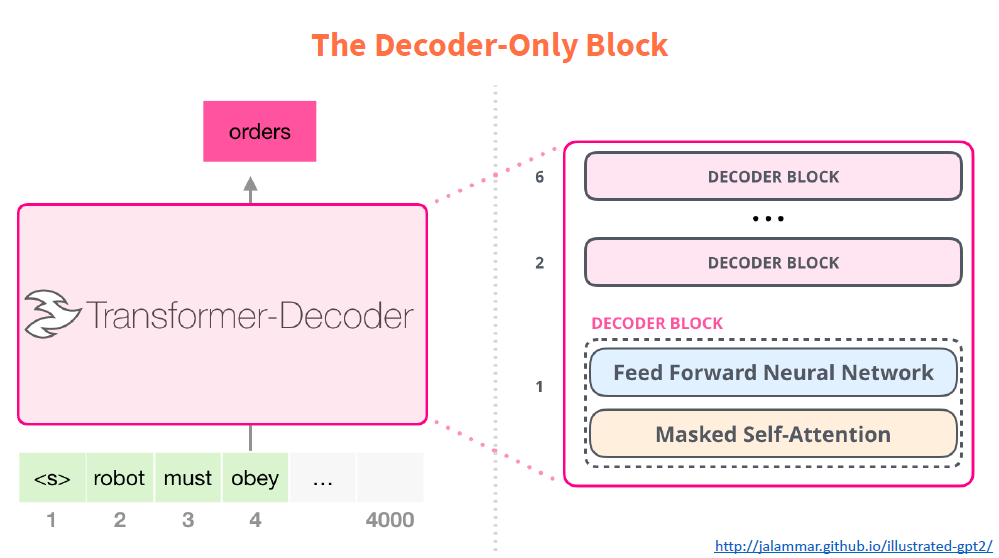 The Decoder-Only Block
orders
Transformer-Decoder
<s> robot must obey ...
1 2 3 4 4000
6 DECODER BLOCK
...
2 DECODER BLOCK
DECODER BLOCK
1
Feed Forward Neural Network
Masked Self-Attention
http://jalammar.github.io/illustrated-gpt2/